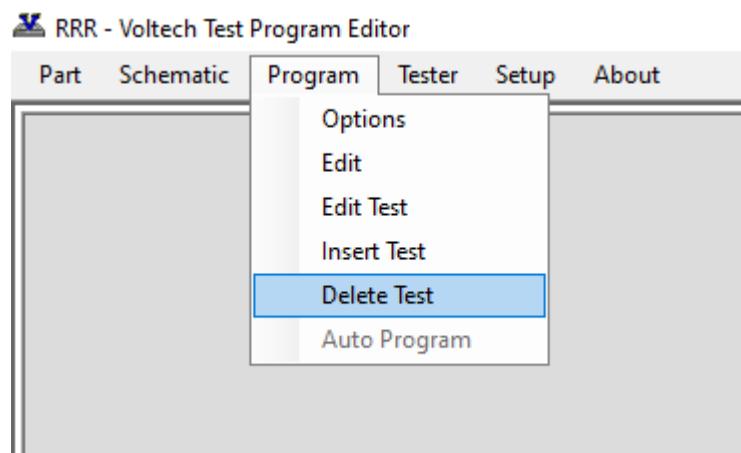 RRR - Voltech Test Program Editor
Part Schematic Program Tester Setup About
Options
Edit
Edit Test
Insert Test
Delete Test
Auto Program